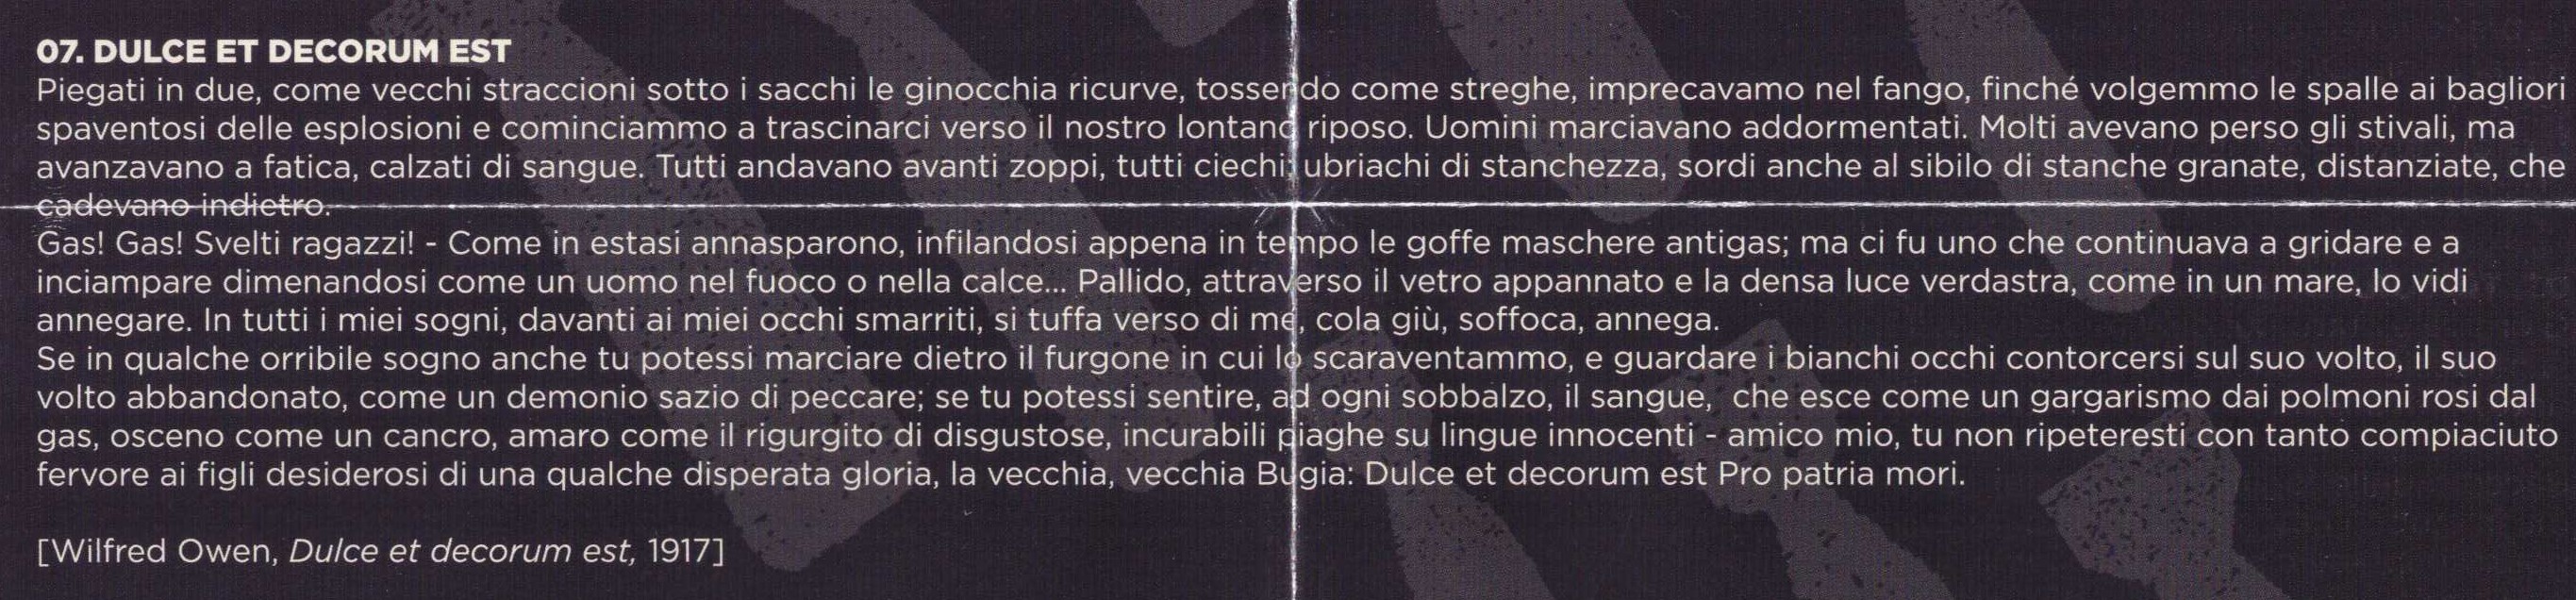 07. DULCE ET DECORUM EST
Piegati in due, come vecchi straccioni sotto i sacchi le ginocchia ricurve, tossendo come streghe, imprecavamo nel fango, finché volgemmo le spalle ai bagliori
spaventosi delle esplosioni e cominciammo a trascinarci verso il nostro lontano riposo. Uomini marciavano addormentati. Molti avevano perso gli stivali, ma
avanzavano a fatica, calzati di sangue. Tutti andavano avanti zoppi, tutti ciechi; ubriachi di stanchezza, sordi anche al sibilo di stanche granate, distanziate, che
cadevano indietro.
Gas! Gas! Svelti ragazzi! - Come in estasi annasparono, infilandosi appena in tempo le goffe maschere antigas; ma ci fu uno che continuava a gridare e a
inciampare dimenandosi come un uomo nel fuoco o nella calce... Pallido, attraverso il vetro appannato e la densa luce verdastra, come in un mare, lo vidi
annegare. In tutti i miei sogni, davanti ai miei occhi smarriti, si tuffa verso di me, cola giù, soffoca, annega.
Se in qualche orribile sogno anche tu potessi marciare dietro il furgone in cui lo scaraventammo, e guardare i bianchi occhi contorcersi sul suo volto, il suo
volto abbandonato, come un demonio sazio di peccare; se tu potessi sentire, ad ogni sobbalzo, il sangue, che esce come un gargarismo dai polmoni rosi dal
gas, osceno come un cancro, amaro come il rigurgito di disgustose, incurabili piaghe su lingue innocenti - amico mio, tu non ripeteresti con tanto compiaciuto
fervore ai figli desiderosi di una qualche disperata gloria, la vecchia, vecchia Bugia: Dulce et decorum est Pro patria mori.
[Wilfred Owen, Dulce et decorum est, 1917]